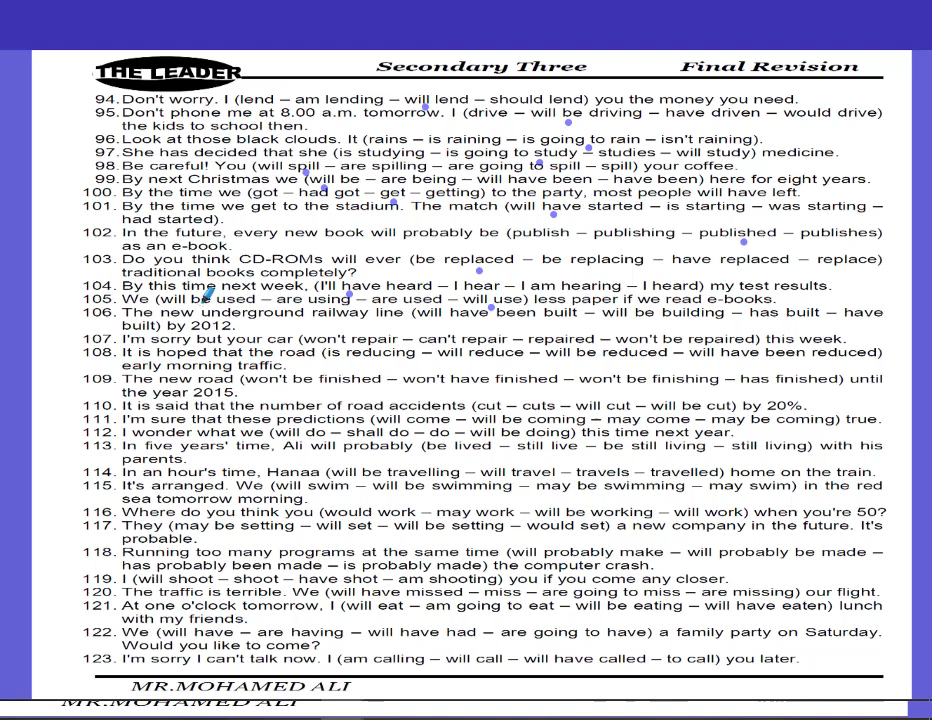 THE LEADER Secondary Three Final Revision
94. Don't worry. I (lend – am lending – will lend – should lend) you the money you need.
95. Don't phone me at 8.00 a.m. tomorrow. I (drive – will be driving – have driven – would drive)
the kids to school then.
96. Look at those black clouds. It (rains – is raining – is going to rain – isn't raining).
97. She has decided that she (is studying – is going to study – studies – will study) medicine.
98. Be careful! You (will spill – are spilling – are going to spill – spill) your coffee.
99. By next Christmas we (will be – are being – will have been – have been) here for eight years.
100. By the time we (got – had got – get – getting) to the party, most people will have left.
101. By the time we get to the stadium. The match (will have started – is starting – was starting –
had started).
102. In the future, every new book will probably be (publish – publishing – published – publishes)
as an e-book.
103. Do you think CD-ROMs will ever (be replaced – be replacing – have replaced – replace)
traditional books completely?
104. By this time next week, (I'll have heard – I hear – I am hearing – I heard) my test results.
105. We (will be used – are using – are used – will use) less paper if we read e-books.
106. The new underground railway line (will have been built – will be building – has built – have
built) by 2012.
107. I'm sorry but your car (won't repair – can't repair – repaired – won't be repaired) this week.
108. It is hoped that the road (is reducing – will reduce – will be reduced – will have been reduced)
early morning traffic.
109. The new road (won't be finished – won't have finished – won't be finishing – has finished) until
the year 2015.
110. It is said that the number of road accidents (cut – cuts – will cut – will be cut) by 20%.
111. I'm sure that these predictions (will come – will be coming – may come – may be coming) true.
112. I wonder what we (will do – shall do – do – will be doing) this time next year.
113. In five years' time, Ali will probably (be lived – still live – be still living – still living) with his
parents.
114. In an hour's time, Hanaa (will be travelling – will travel – travels – travelled) home on the train.
115. It's arranged. We (will swim – will be swimming – may be swimming – may swim) in the red
sea tomorrow morning.
116. Where do you think you (would work – may work – will be working – will work) when you're 50?
117. They (may be setting – will set – will be setting – would set) a new company in the future. It's
probable.
118. Running too many programs at the same time (will probably make – will probably be made –
has probably been made – is probably made) the computer crash.
119. I (will shoot – shoot – have shot – am shooting) you if you come any closer.
120. The traffic is terrible. We (will have missed – miss – are going to miss – are missing) our flight.
121. At one o'clock tomorrow, I (will eat – am going to eat – will be eating – will have eaten) lunch
with my friends.
122. We (will have – are having – will have had – are going to have) a family party on Saturday.
Would you like to come?
123. I'm sorry I can't talk now. I (am calling – will call – will have called – to call) you later.
MR.MOHAMED ALI
MR.MOHAMED ALI